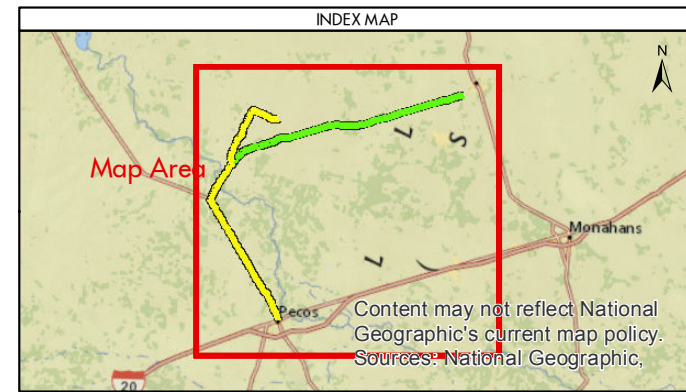 INDEX MAP
N
S
L
Map Area
Monahans
L
Pecos
Content may not reflect National
Geographic's current map policy.
Sources: National Geographic,
20